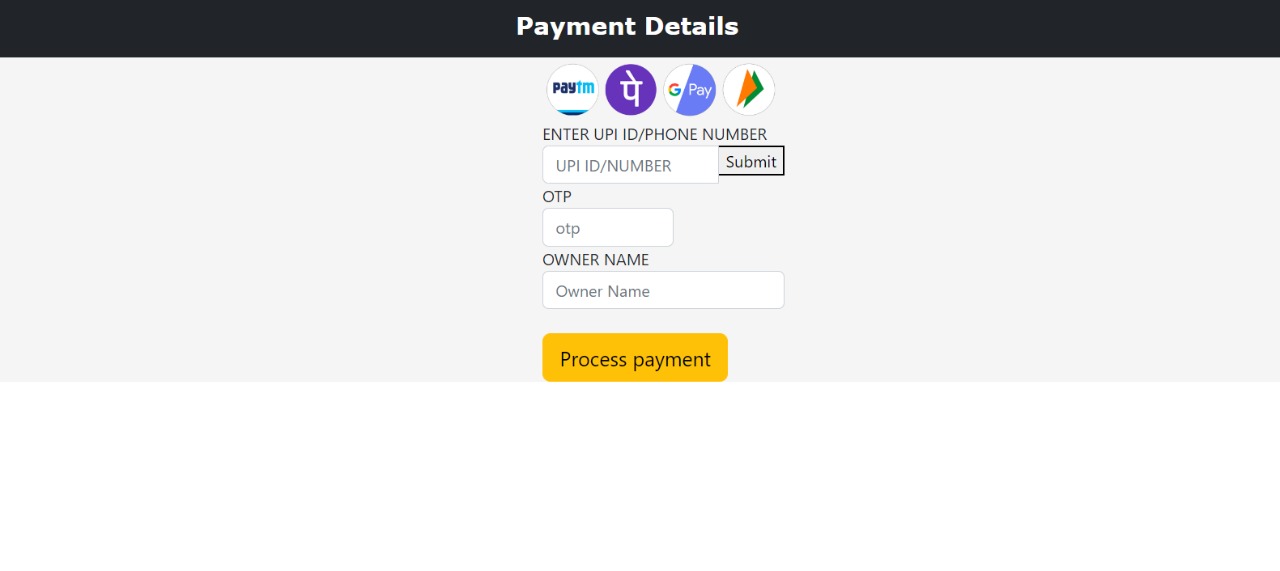 Payment Details
paytm पे G Pay
ENTER UPI ID/PHONE NUMBER
UPI ID/NUMBER Submit
OTP
otp
OWNER NAME
Owner Name
Process payment